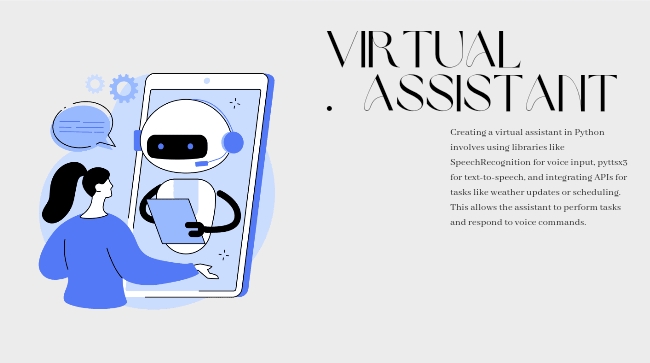 VIRTUAL
. ASSISTANT
Creating a virtual assistant in Python
involves using libraries like
SpeechRecognition for voice input, pyttsx3
for text-to-speech, and integrating APIs for
tasks like weather updates or scheduling.
This allows the assistant to perform tasks
and respond to voice commands.